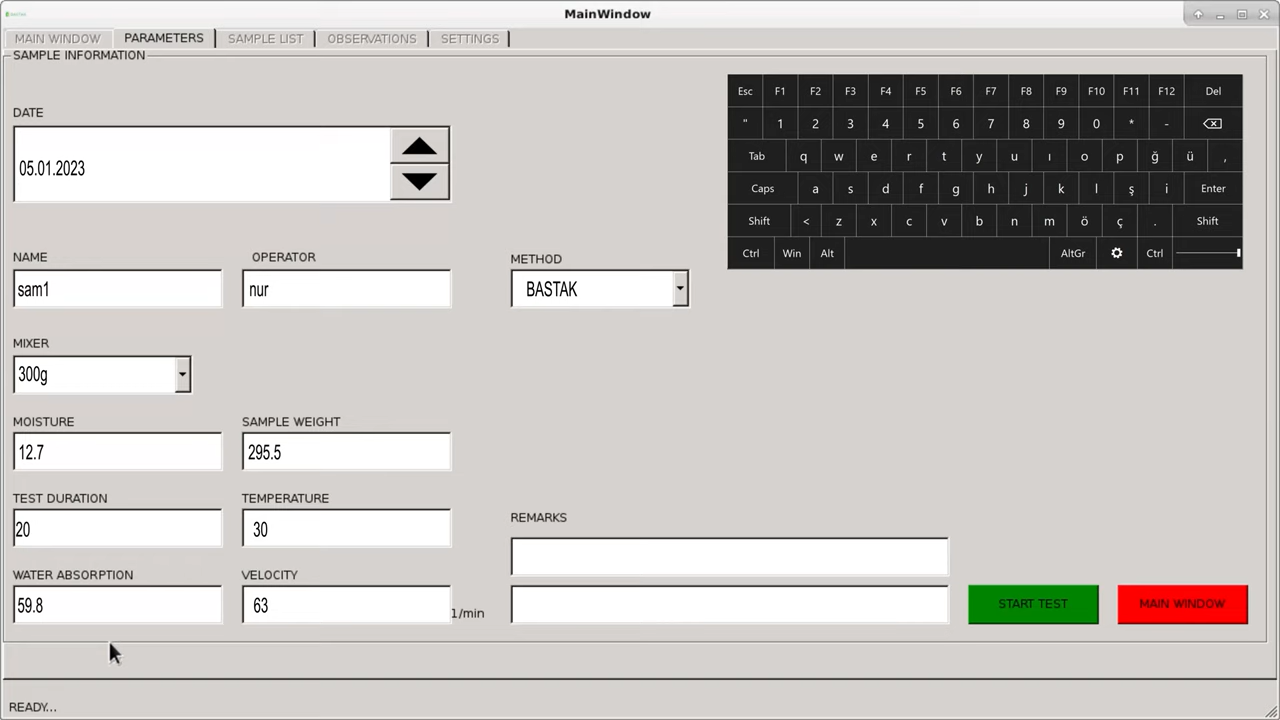 MainWindow
MAIN WINDOW PARAMETERS SAMPLE LIST OBSERVATIONS SETTINGS
SAMPLE INFORMATION
DATE
05.01.2023
NAME OPERATOR METHOD
sam1 nur BASTAK
MIXER
300g
MOISTURE SAMPLE WEIGHT
12.7 295.5
TEST DURATION TEMPERATURE
20 30
REMARKS
WATER ABSORPTION VELOCITY
59.8 63 1/min
START TEST MAIN WINDOW
READY...
Esc F1 F2 F3 F4 F5 F6 F7 F8 F9 F10 F11 F12 Del
" 1 2 3 4 5 6 7 8 9 0 * -
Tab q w e r t y u ı o p ğ ü ,
Caps a s d f g h j k l ş i Enter
Shift < z x c v b n m ö ç . Shift
Ctrl Win Alt AltGr Ctrl